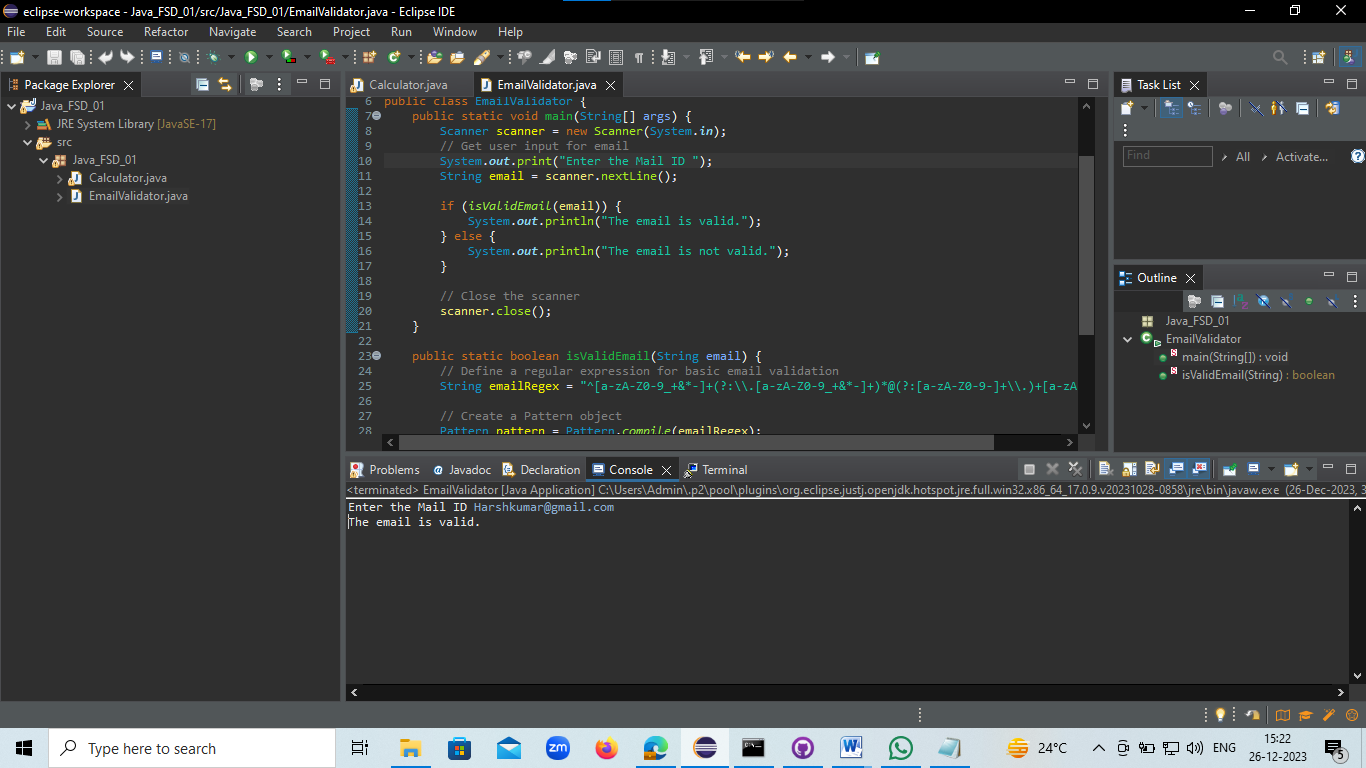 eclipse-workspace - Java_FSD_01/src/Java_FSD_01/EmailValidator.java - Eclipse IDE
File Edit Source Refactor Navigate Search Project Run Window Help
Package Explorer
Java_FSD_01
JRE System Library [JavaSE-17]
src
Java_FSD_01
Calculator.java
EmailValidator.java
Calculator.java EmailValidator.java
6 public class EmailValidator {
7 public static void main(String[] args) {
8 Scanner scanner = new Scanner(System.in);
9 // Get user input for email
10 System.out.print("Enter the Mail ID ");
11 String email = scanner.nextLine();
12
13 if (isValidEmail(email)) {
14 System.out.println("The email is valid.");
15 } else {
16 System.out.println("The email is not valid.");
17 }
18
19 // Close the scanner
20 scanner.close();
21 }
22
23 public static boolean isValidEmail(String email) {
24 // Define a regular expression for basic email validation
25 String emailRegex = "^[a-zA-Z0-9_+&*-]+(?:\\.[a-zA-Z0-9_+&*-]+)*@(?:[a-zA-Z0-9-]+\\.)+[a-zA
26
27 // Create a Pattern object
28 Pattern pattern = Pattern.compile(emailRegex);
Task List
Find All Activate...
Outline
Java_FSD_01
EmailValidator
main(String[]) : void
isValidEmail(String) : boolean
Problems Javadoc Declaration Console Terminal
<terminated> EmailValidator [Java Application] C:\Users\Admin\.p2\pool\plugins\org.eclipse.justj.openjdk.hotspot.jre.full.win32.x86_64_17.0.9.v20231028-0858\jre\bin\javaw.exe (26-Dec-2023, 3
Enter the Mail ID Harshkumar@gmail.com
The email is valid.
Type here to search
zm
24°C
ENG
15:22
26-12-2023
5